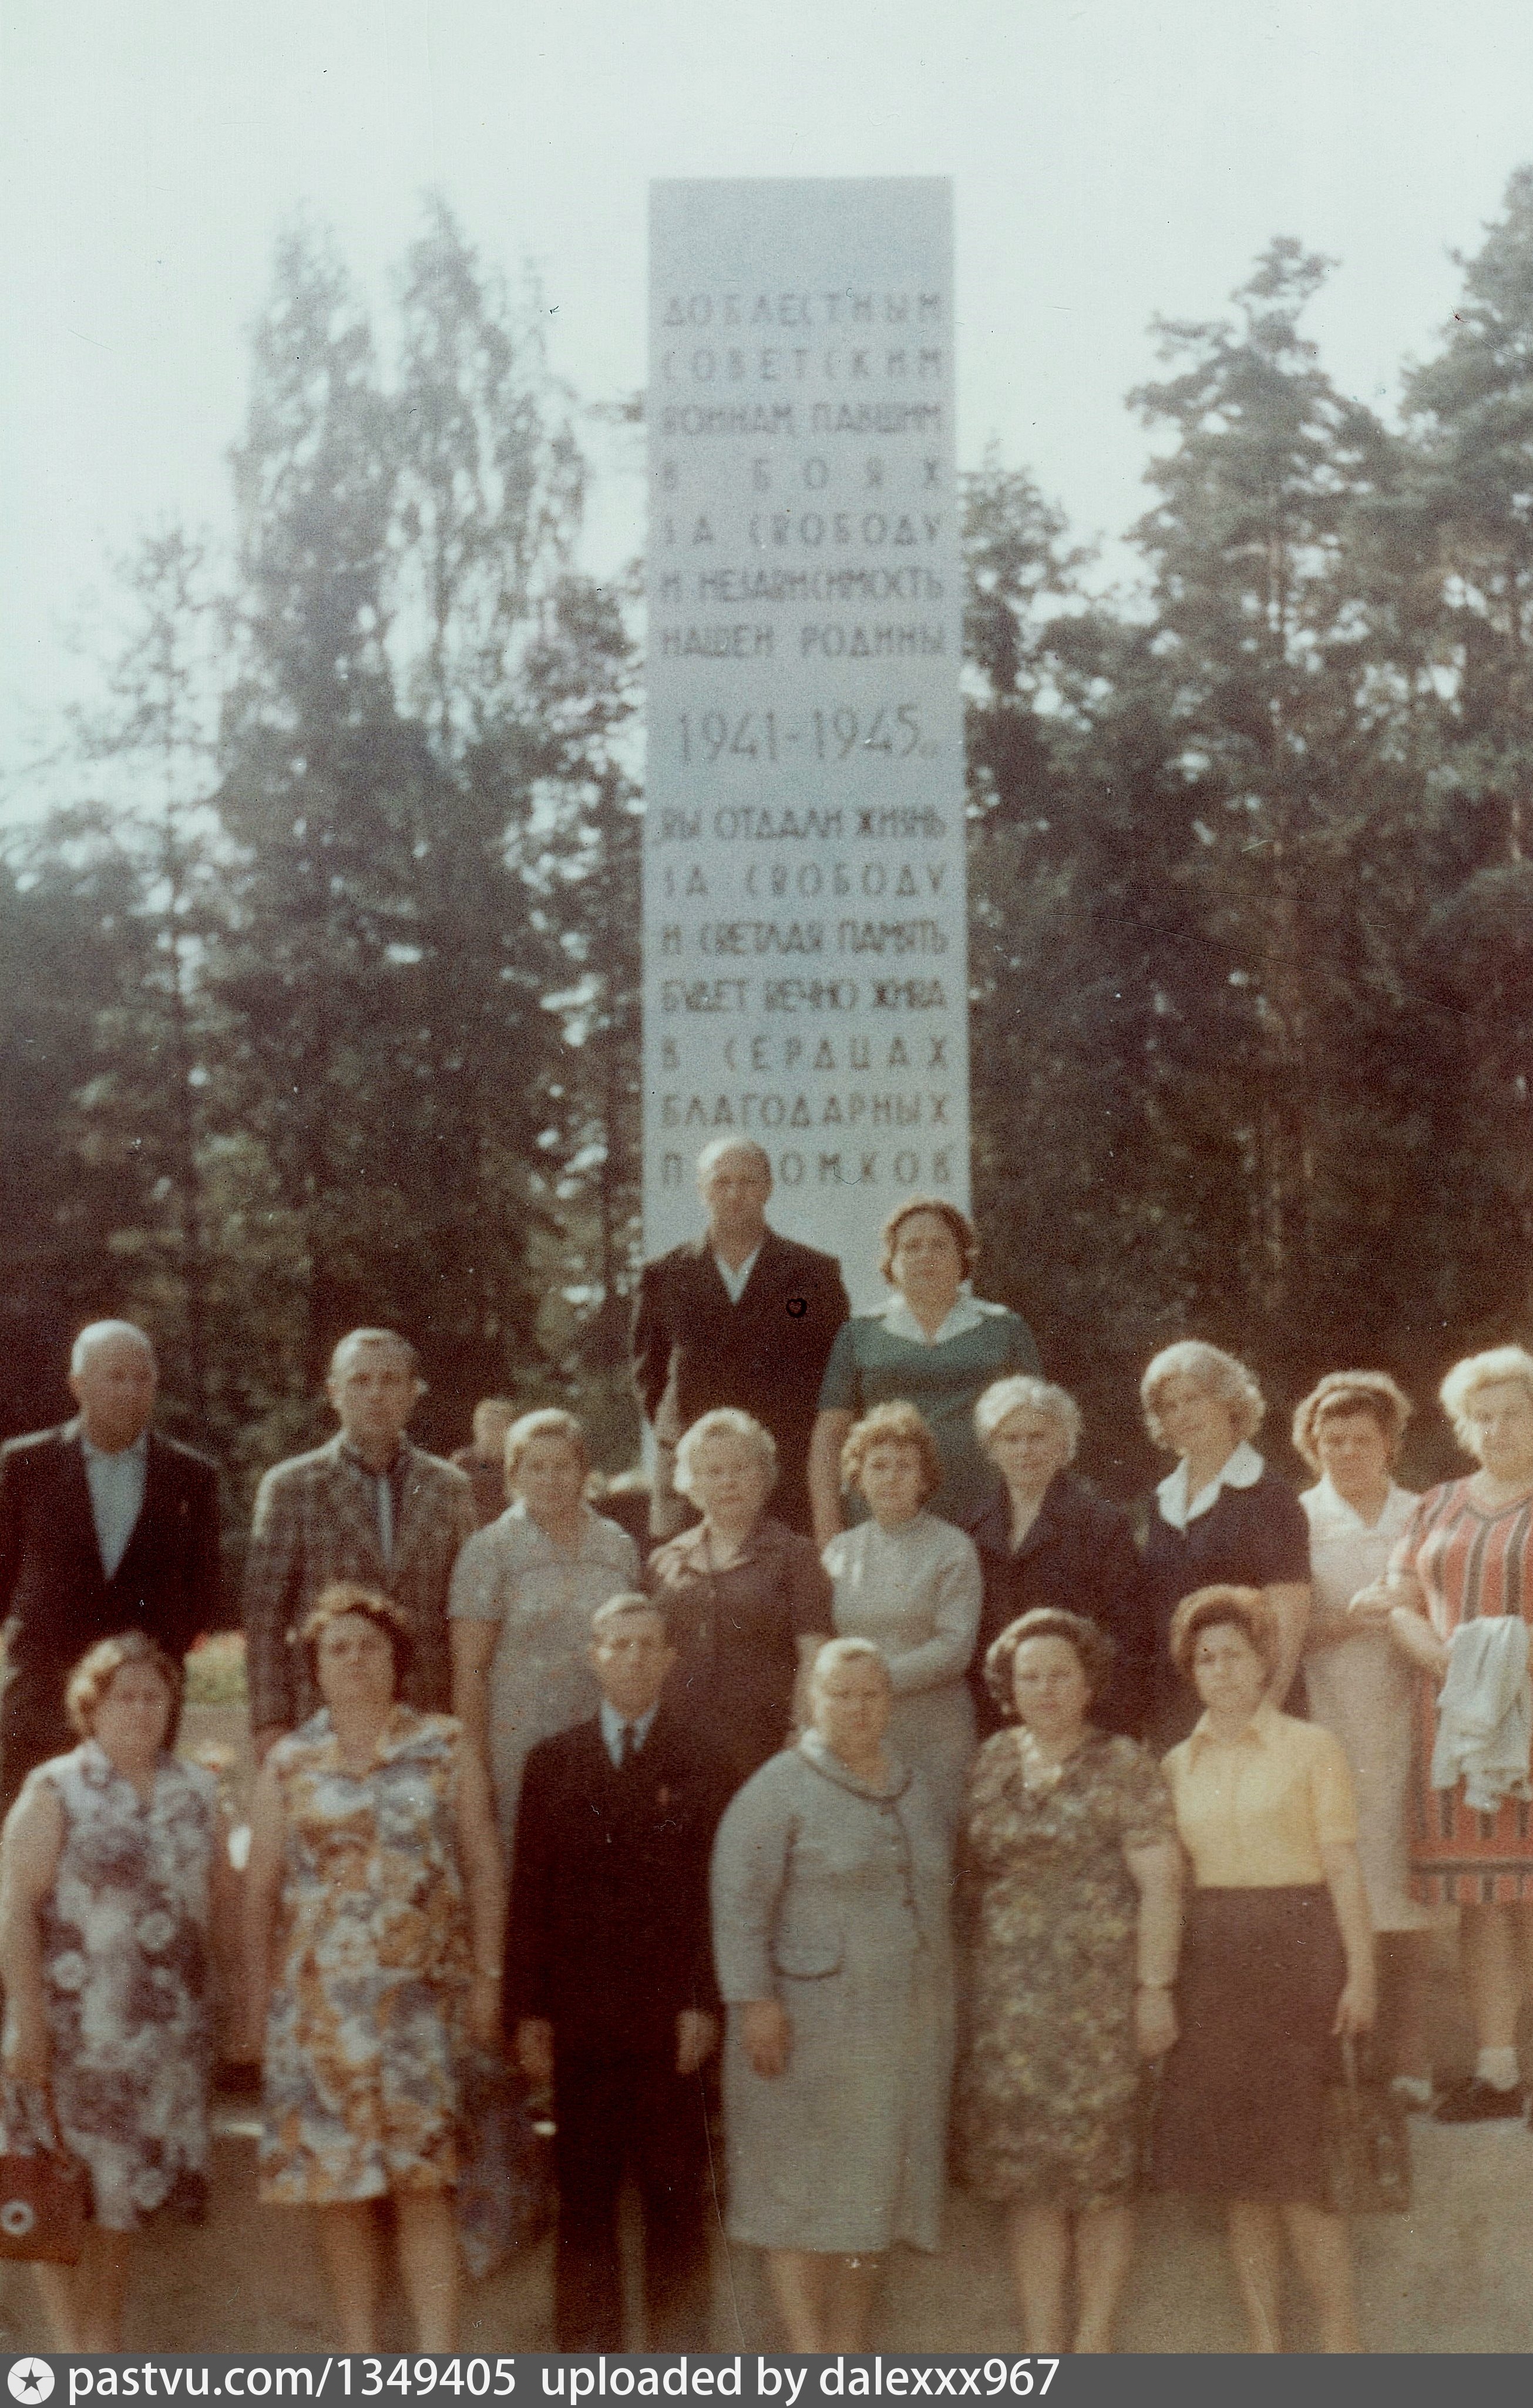 ДОБЛЕСТНЫМ
СОВЕТСКИМ
ВОИНАМ, ПАВШИМ
В БОЯХ
ЗА СВОБОДУ
И НЕЗАВИСИМОСТЬ
НАШЕЙ РОДИНЫ
1941-1945
ВЫ ОТДАЛИ ЖИЗНЬ
ЗА СВОБОДУ
И СВЕТЛАЯ ПАМЯТЬ
БУДЕТ ВЕЧНО ЖИВА
В СЕРДЦАХ
БЛАГОДАРНЫХ
П ОМКОВ
pastvu.com/1349405 uploaded by dalexxx967